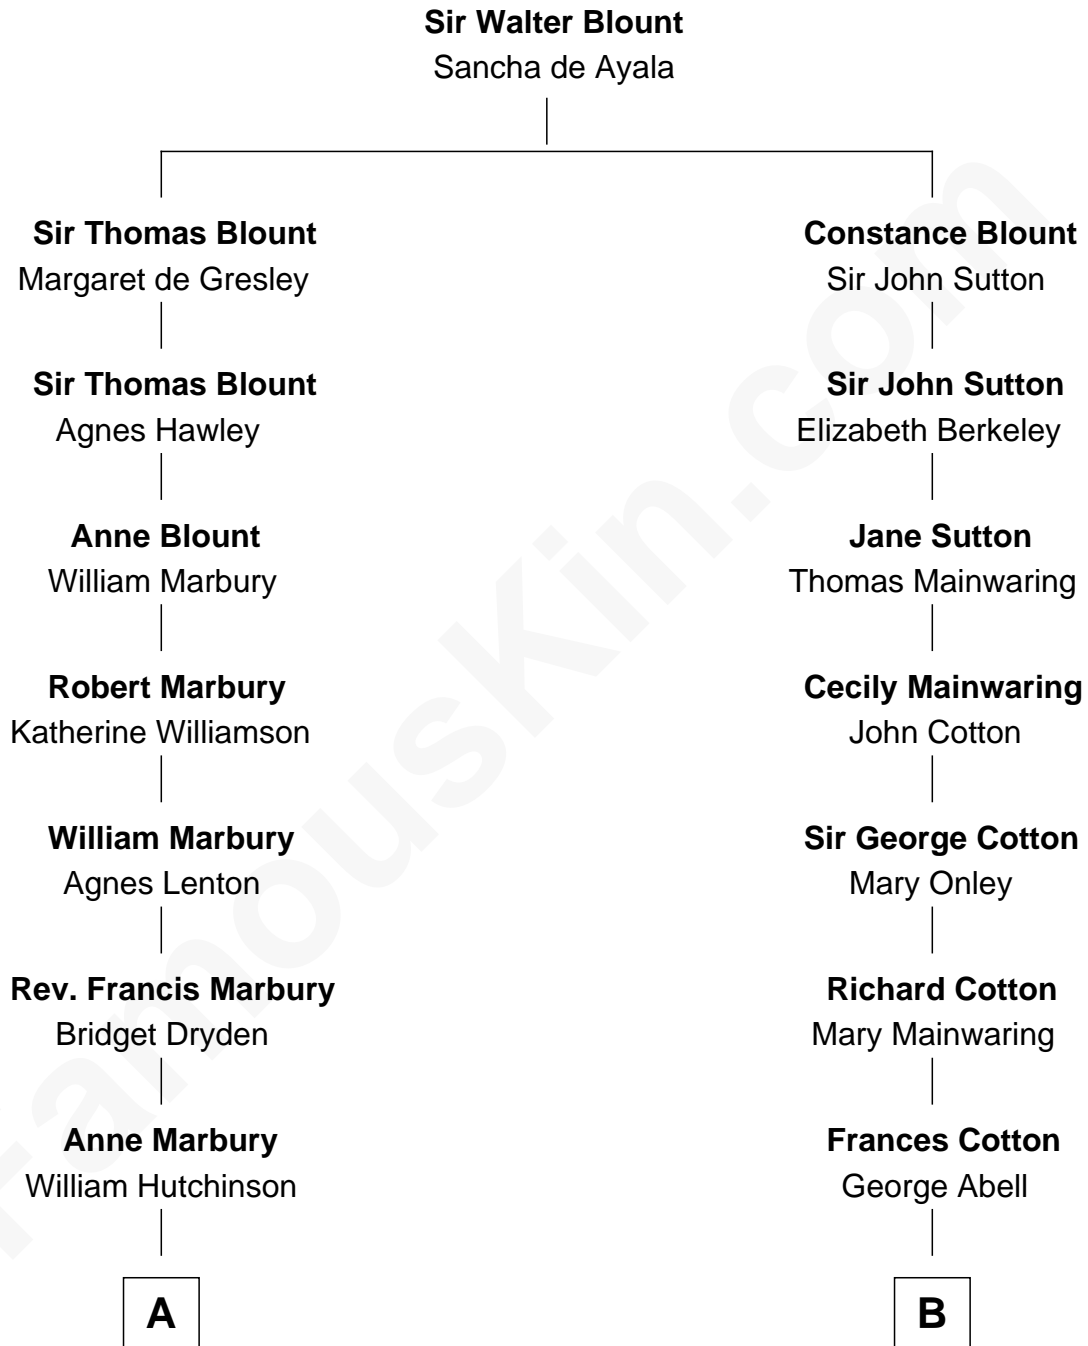 Sir Walter Blount
Sancha de Ayala
Sir Thomas Blount
Margaret de Gresley
Sir Thomas Blount
Agnes Hawley
Anne Blount
William Marbury
Robert Marbury
Katherine Williamson
William Marbury
Agnes Lenton
Rev. Francis Marbury
Bridget Dryden
Anne Marbury
William Hutchinson
A
Constance Blount
Sir John Sutton
Sir John Sutton
Elizabeth Berkeley
Jane Sutton
Thomas Mainwaring
Cecily Mainwaring
John Cotton
Sir George Cotton
Mary Onley
Richard Cotton
Mary Mainwaring
Frances Cotton
George Abell
B
FamousKin.com